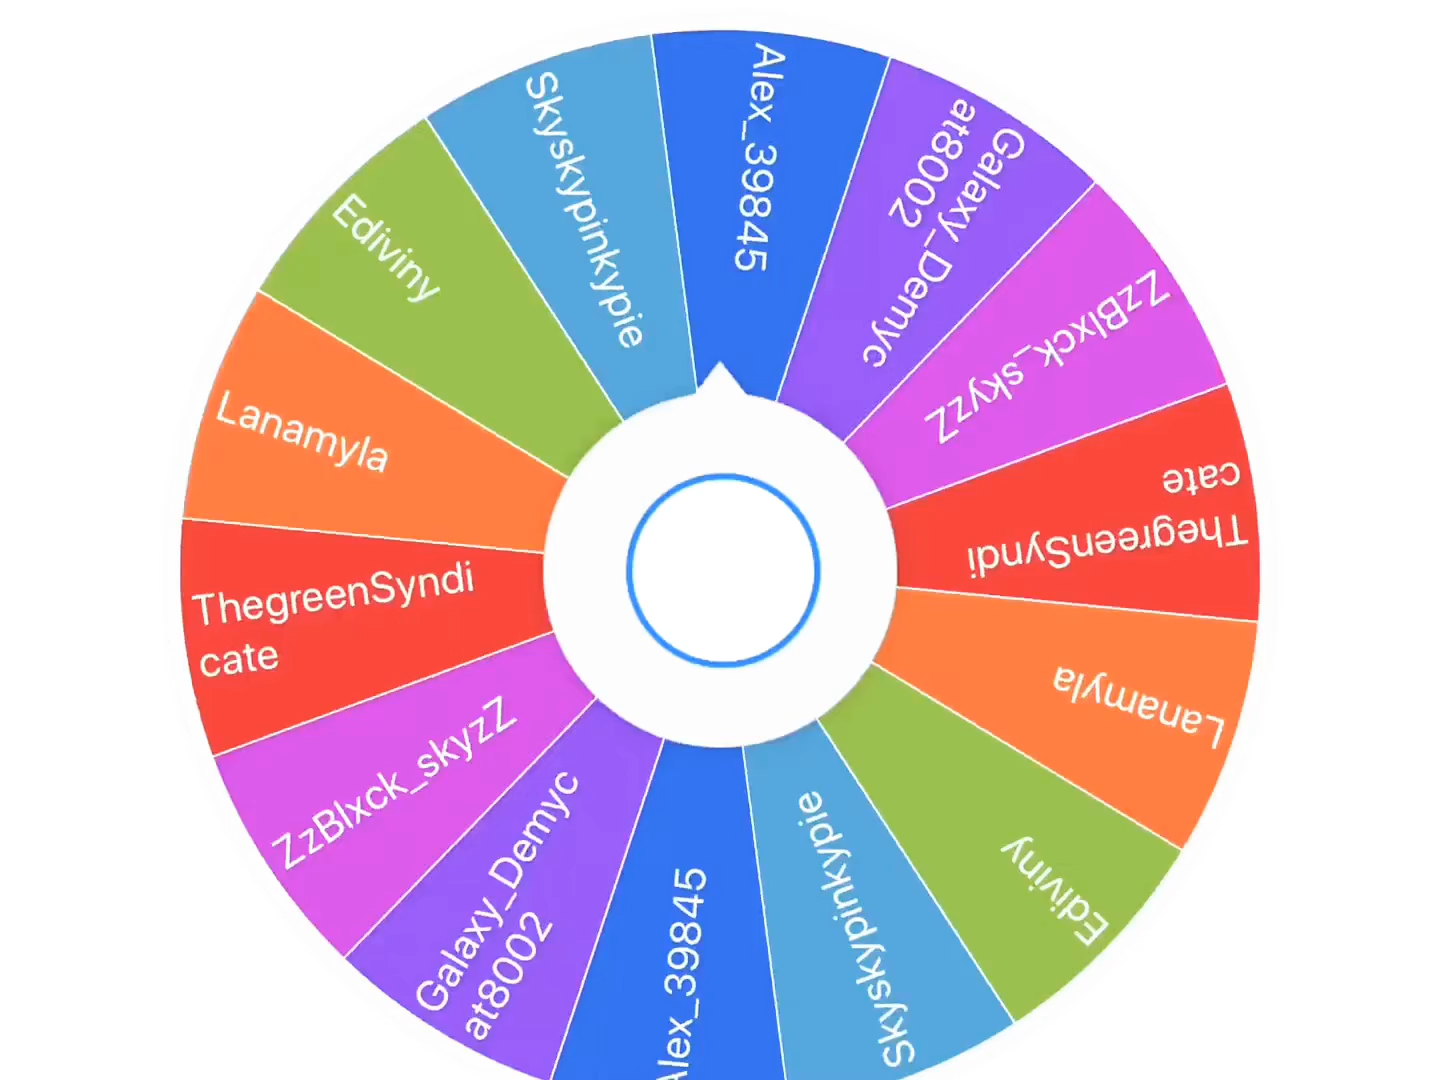 Alex_39845
Galaxy_Demyc
at8002
ZzBlxck_skyzZ
ThegreenSyndi
cate
Lanamyla
Ediviny
Skyskypinkypie
Alex_39845
Galaxy_Demyc
at8002
ZzBlxck_skyzZ
ThegreenSyndi
cate
Lanamyla
Ediviny
Skyskypinkypie